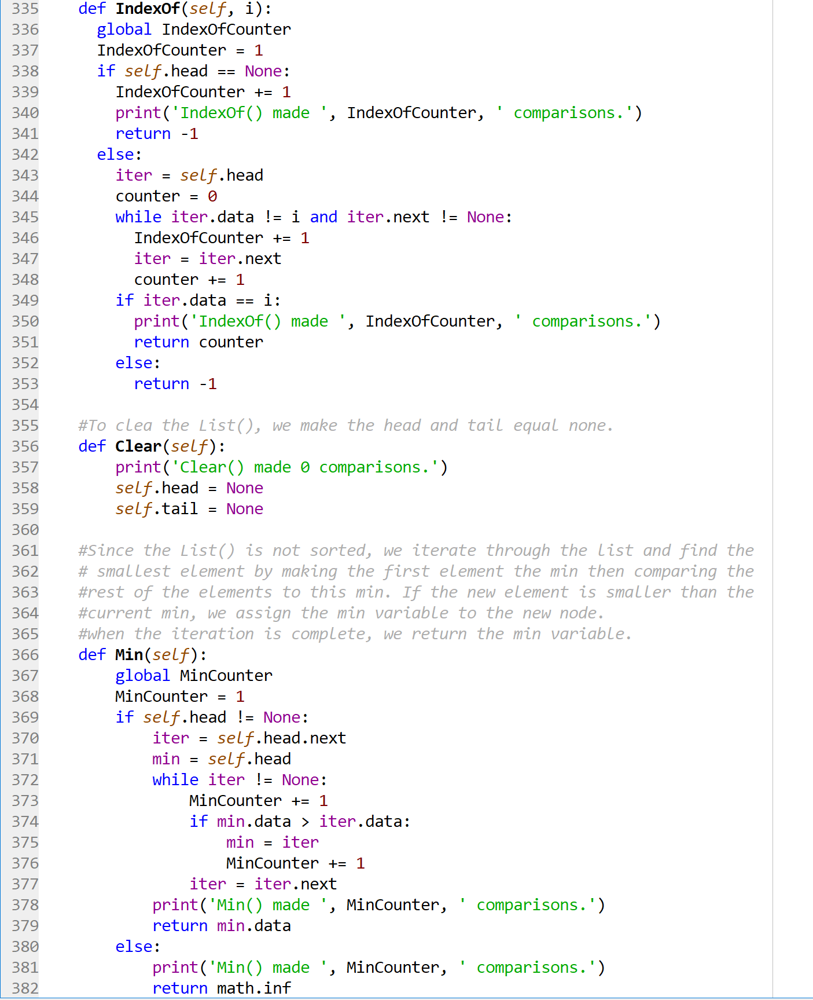 335 def IndexOf(self, i):
336 global IndexOfCounter
337 IndexOfCounter = 1
338 if self.head == None:
339 IndexOfCounter += 1
340 print('IndexOf() made ', IndexOfCounter, ' comparisons.')
341 return -1
342 else:
343 iter = self.head
344 counter = 0
345 while iter.data != i and iter.next != None:
346 IndexOfCounter += 1
347 iter = iter.next
348 counter += 1
349 if iter.data == i:
350 print('IndexOf() made ', IndexOfCounter, ' comparisons.')
351 return counter
352 else:
353 return -1
354
355 #To clea the List(), we make the head and tail equal none.
356 def Clear(self):
357 print('Clear() made 0 comparisons.')
358 self.head = None
359 self.tail = None
360
361 #Since the List() is not sorted, we iterate through the list and find the
362 # smallest element by making the first element the min then comparing the
363 #rest of the elements to this min. If the new element is smaller than the
364 #current min, we assign the min variable to the new node.
365 #when the iteration is complete, we return the min variable.
366 def Min(self):
367 global MinCounter
368 MinCounter = 1
369 if self.head != None:
370 iter = self.head.next
371 min = self.head
372 while iter != None:
373 MinCounter += 1
374 if min.data > iter.data:
375 min = iter
376 MinCounter += 1
377 iter = iter.next
378 print('Min() made ', MinCounter, ' comparisons.')
379 return min.data
380 else:
381 print('Min() made ', MinCounter, ' comparisons.')
382 return math.inf